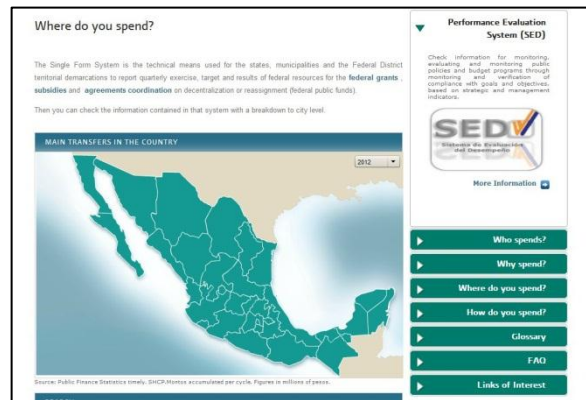 Where do you spend?
The Single Form System is the technical means used for the states, municipalities and the Federal District
territorial demarcations to report quarterly exercise, target and results of federal resources for the federal grants ,
subsidies and agreements coordination on decentralization or reassignment (federal public funds).
Then you can check the information contained in that system with a breakdown to city level.
MAIN TRANSFERS IN THE COUNTRY
2012
Source: Public Finance Statistics timely, SHCP.Montos accumulated per cycle. Figures in millions of pesos.
Performance Evaluation
System (SED)
Check information for monitoring,
evaluating and monitoring public
policies and budget programs through
monitoring and verification of
compliance with goals and objectives,
based on strategic and management
indicators.
SED
Sistema de Evaluación
del Desempeño
More Information
Who spends?
Why spend?
Where do you spend?
How do you spend?
Glossary
FAQ
Links of Interest